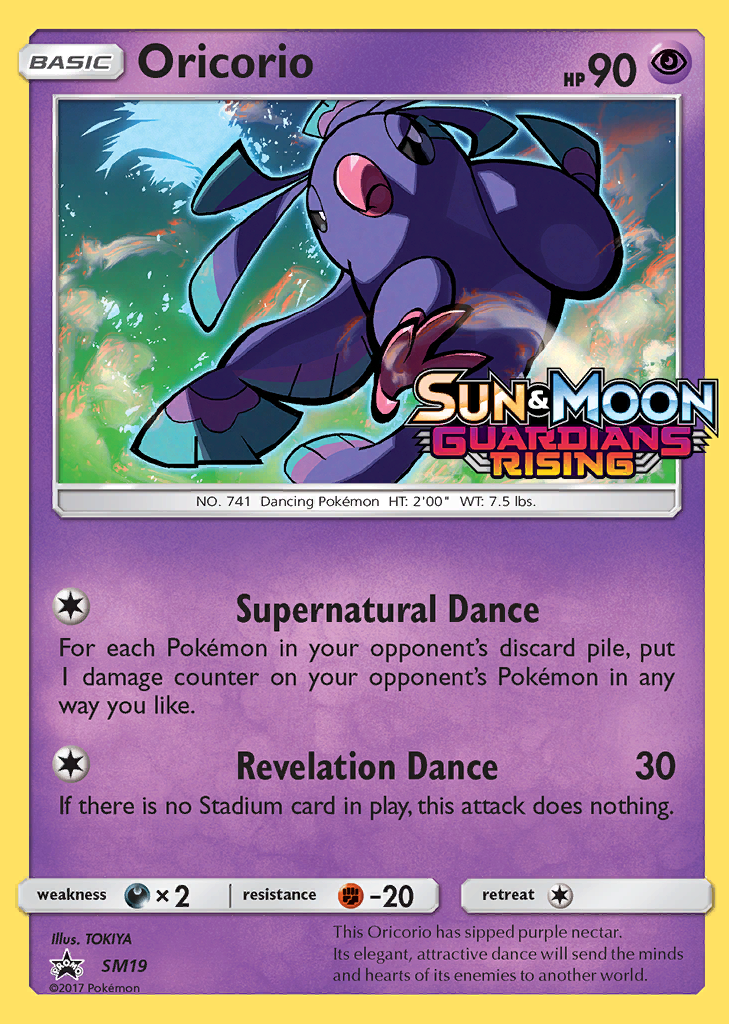 BASIC Oricorio HP 90
SUN & MOON
GUARDIANS
RISING
NO. 741 Dancing Pokémon HT: 2'00" WT: 7.5 lbs.
Supernatural Dance
For each Pokémon in your opponent's discard pile, put
1 damage counter on your opponent's Pokémon in any
way you like.
Revelation Dance 30
If there is no Stadium card in play, this attack does nothing.
weakness × 2 resistance -20 retreat
Illus. TOKIYA
PROMO SM19
©2017 Pokémon
This Oricorio has sipped purple nectar.
Its elegant, attractive dance will send the minds
and hearts of its enemies to another world.